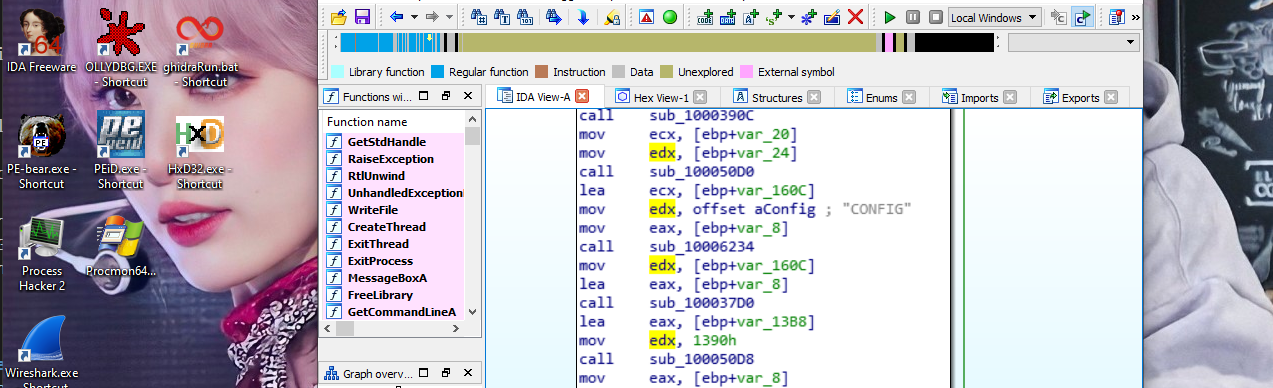 IDA Freeware
64
OLLYDBG.EXE
- Shortcut
ghidraRun.bat
- Shortcut
PE
PE-bear.exe -
Shortcut
PEiD.exe -
Shortcut
HxD
HxD32.exe -
Shortcut
Process
Hacker 2
Procmon64...
Wireshark.exe
Shortcut
Local Windows
Library function
Regular function
Instruction
Data
Unexplored
External symbol
Functions wi...
IDA View-A
Hex View-1
Structures
Enums
Imports
Exports
Function name
GetStdHandle
RaiseException
RtlUnwind
UnhandledException
WriteFile
CreateThread
ExitThread
ExitProcess
MessageBoxA
FreeLibrary
GetCommandLineA
Graph overv...
call sub_1000390C
mov ecx, [ebp+var_20]
mov edx, [ebp+var_24]
call sub_100050D0
lea ecx, [ebp+var_160C]
mov edx, offset aConfig ; "CONFIG"
mov eax, [ebp+var_8]
call sub_10006234
mov edx, [ebp+var_160C]
lea eax, [ebp+var_8]
call sub_100037D0
lea eax, [ebp+var_13B8]
mov edx, 1390h
call sub_100050D8
mov eax, [ebp+var_8]